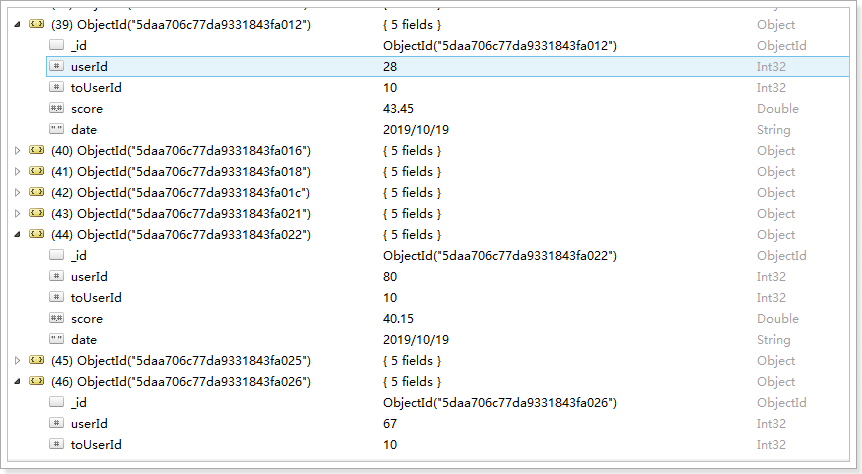 (39) ObjectId("5daa706c77da9331843fa012") { 5 fields } Object
_id ObjectId("5daa706c77da9331843fa012") ObjectId
# userId 28 Int32
# toUserId 10 Int32
#.# score 43.45 Double
" " date 2019/10/19 String
(40) ObjectId("5daa706c77da9331843fa016") { 5 fields } Object
(41) ObjectId("5daa706c77da9331843fa018") { 5 fields } Object
(42) ObjectId("5daa706c77da9331843fa01c") { 5 fields } Object
(43) ObjectId("5daa706c77da9331843fa021") { 5 fields } Object
(44) ObjectId("5daa706c77da9331843fa022") { 5 fields } Object
_id ObjectId("5daa706c77da9331843fa022") ObjectId
# userId 80 Int32
# toUserId 10 Int32
#.# score 40.15 Double
" " date 2019/10/19 String
(45) ObjectId("5daa706c77da9331843fa025") { 5 fields } Object
(46) ObjectId("5daa706c77da9331843fa026") { 5 fields } Object
_id ObjectId("5daa706c77da9331843fa026") ObjectId
# userId 67 Int32
# toUserId 10 Int32